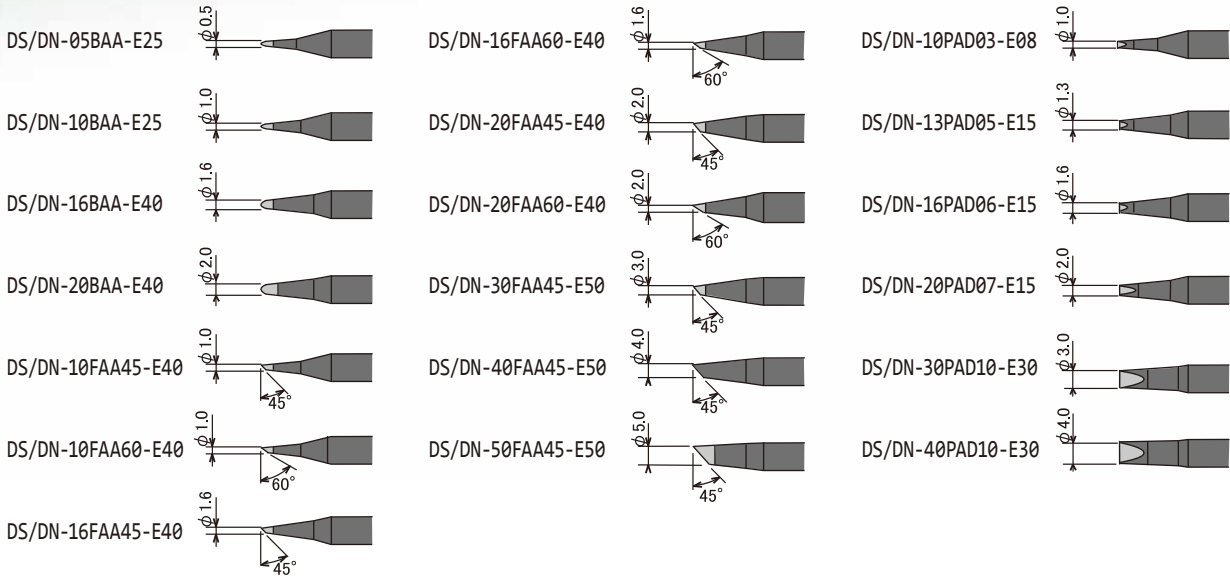 DS/DN-05BAA-E25
φ0.5
DS/DN-10BAA-E25
φ1.0
DS/DN-16BAA-E40
φ1.6
DS/DN-20BAA-E40
φ2.0
DS/DN-10FAA45-E40
φ1.0
45°
DS/DN-10FAA60-E40
φ1.0
60°
DS/DN-16FAA45-E40
φ1.6
45°
DS/DN-16FAA60-E40
φ1.6
60°
DS/DN-20FAA45-E40
φ2.0
45°
DS/DN-20FAA60-E40
φ2.0
60°
DS/DN-30FAA45-E50
φ3.0
45°
DS/DN-40FAA45-E50
φ4.0
45°
DS/DN-50FAA45-E50
φ5.0
45°
DS/DN-10PAD03-E08
φ1.0
DS/DN-13PAD05-E15
φ1.3
DS/DN-16PAD06-E15
φ1.6
DS/DN-20PAD07-E15
φ2.0
DS/DN-30PAD10-E30
φ3.0
DS/DN-40PAD10-E30
φ4.0